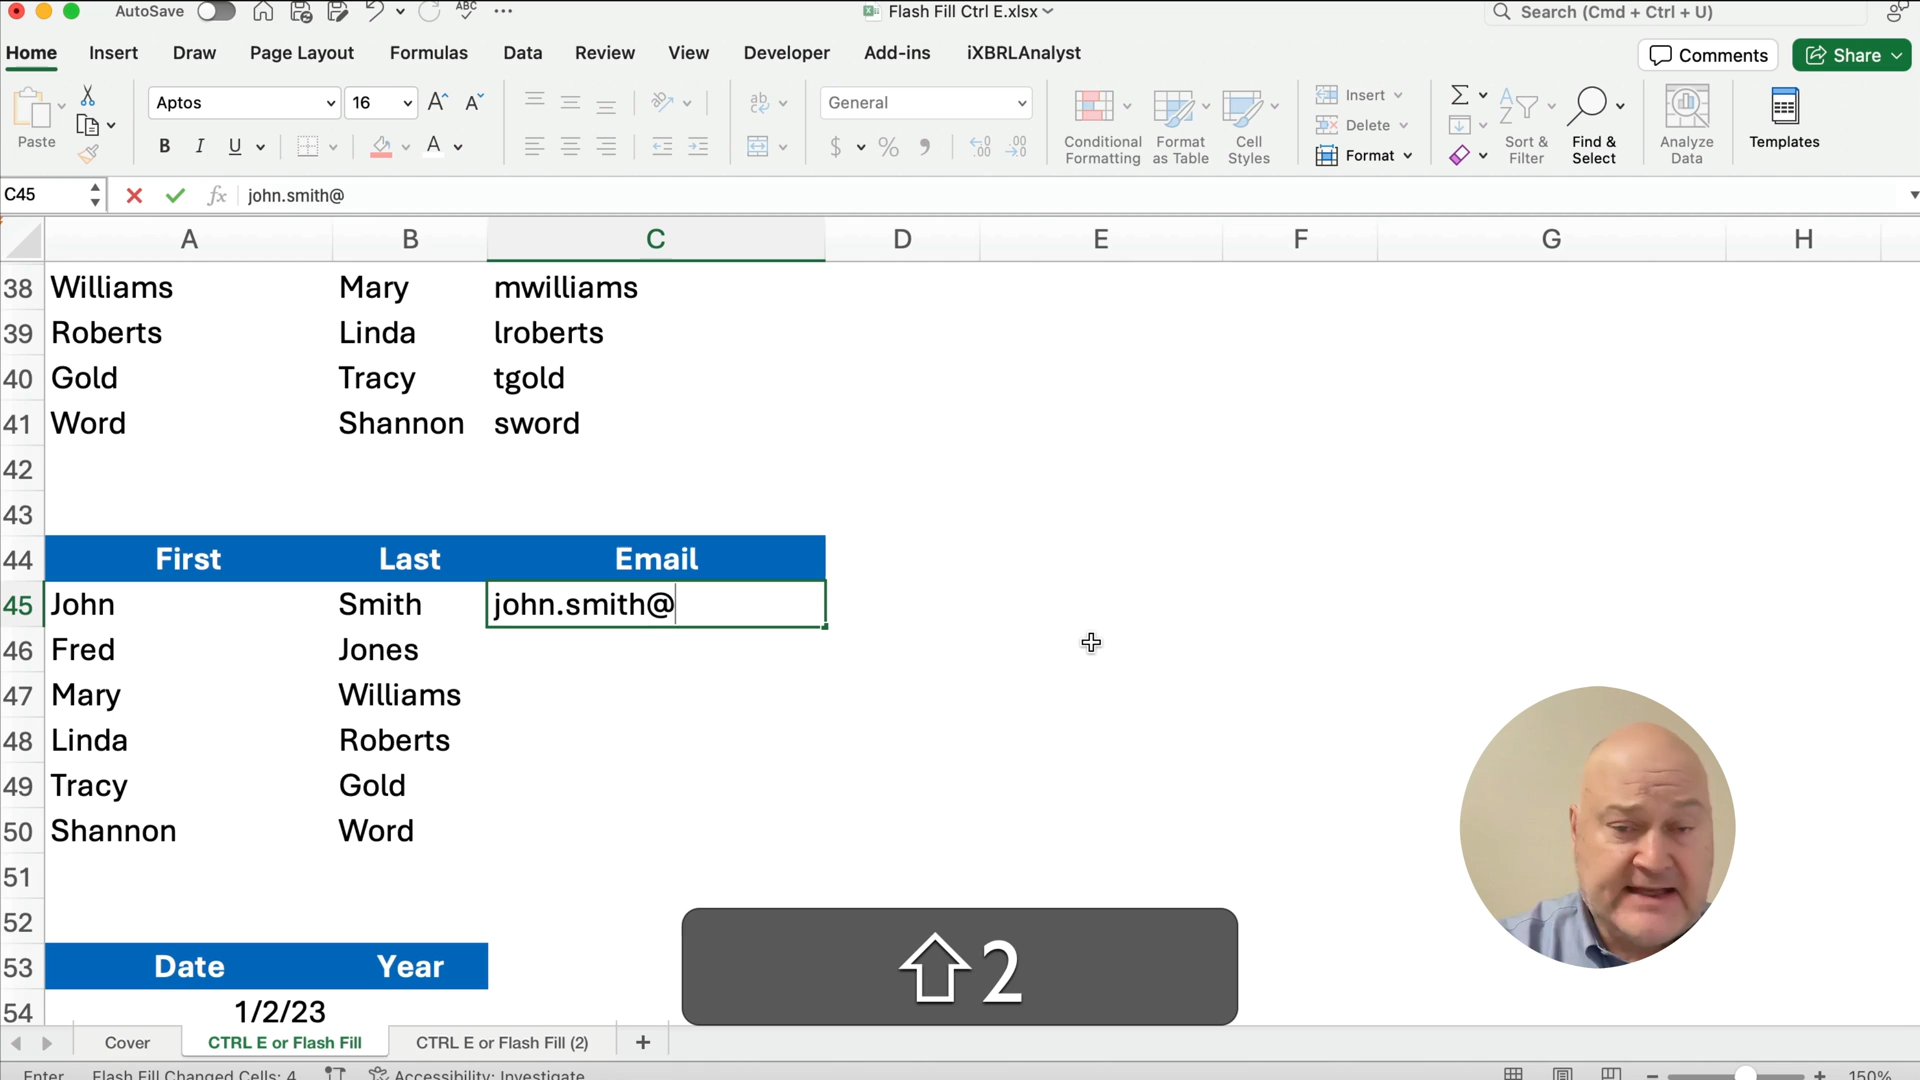 AutoSave
Flash Fill Ctrl E.xlsx
Search (Cmd + Ctrl + U)
Home Insert Draw Page Layout Formulas Data Review View Developer Add-ins iXBRLAnalyst
Comments
Share
Paste
Aptos
16
General
Conditional Formatting
Format as Table
Cell Styles
Insert
Delete
Format
Sort & Filter
Find & Select
Analyze Data
Templates
C45
fx john.smith@
A B C D E F G H
38 Williams Mary mwilliams
39 Roberts Linda lroberts
40 Gold Tracy tgold
41 Word Shannon sword
42
43
44 First Last Email
45 John Smith john.smith@
46 Fred Jones
47 Mary Williams
48 Linda Roberts
49 Tracy Gold
50 Shannon Word
51
52
53 Date Year
54 1/2/23
⇧2
Cover CTRL E or Flash Fill CTRL E or Flash Fill (2) +
Enter Flash Fill Changed Cells: 4 Accessibility: Investigate 150%